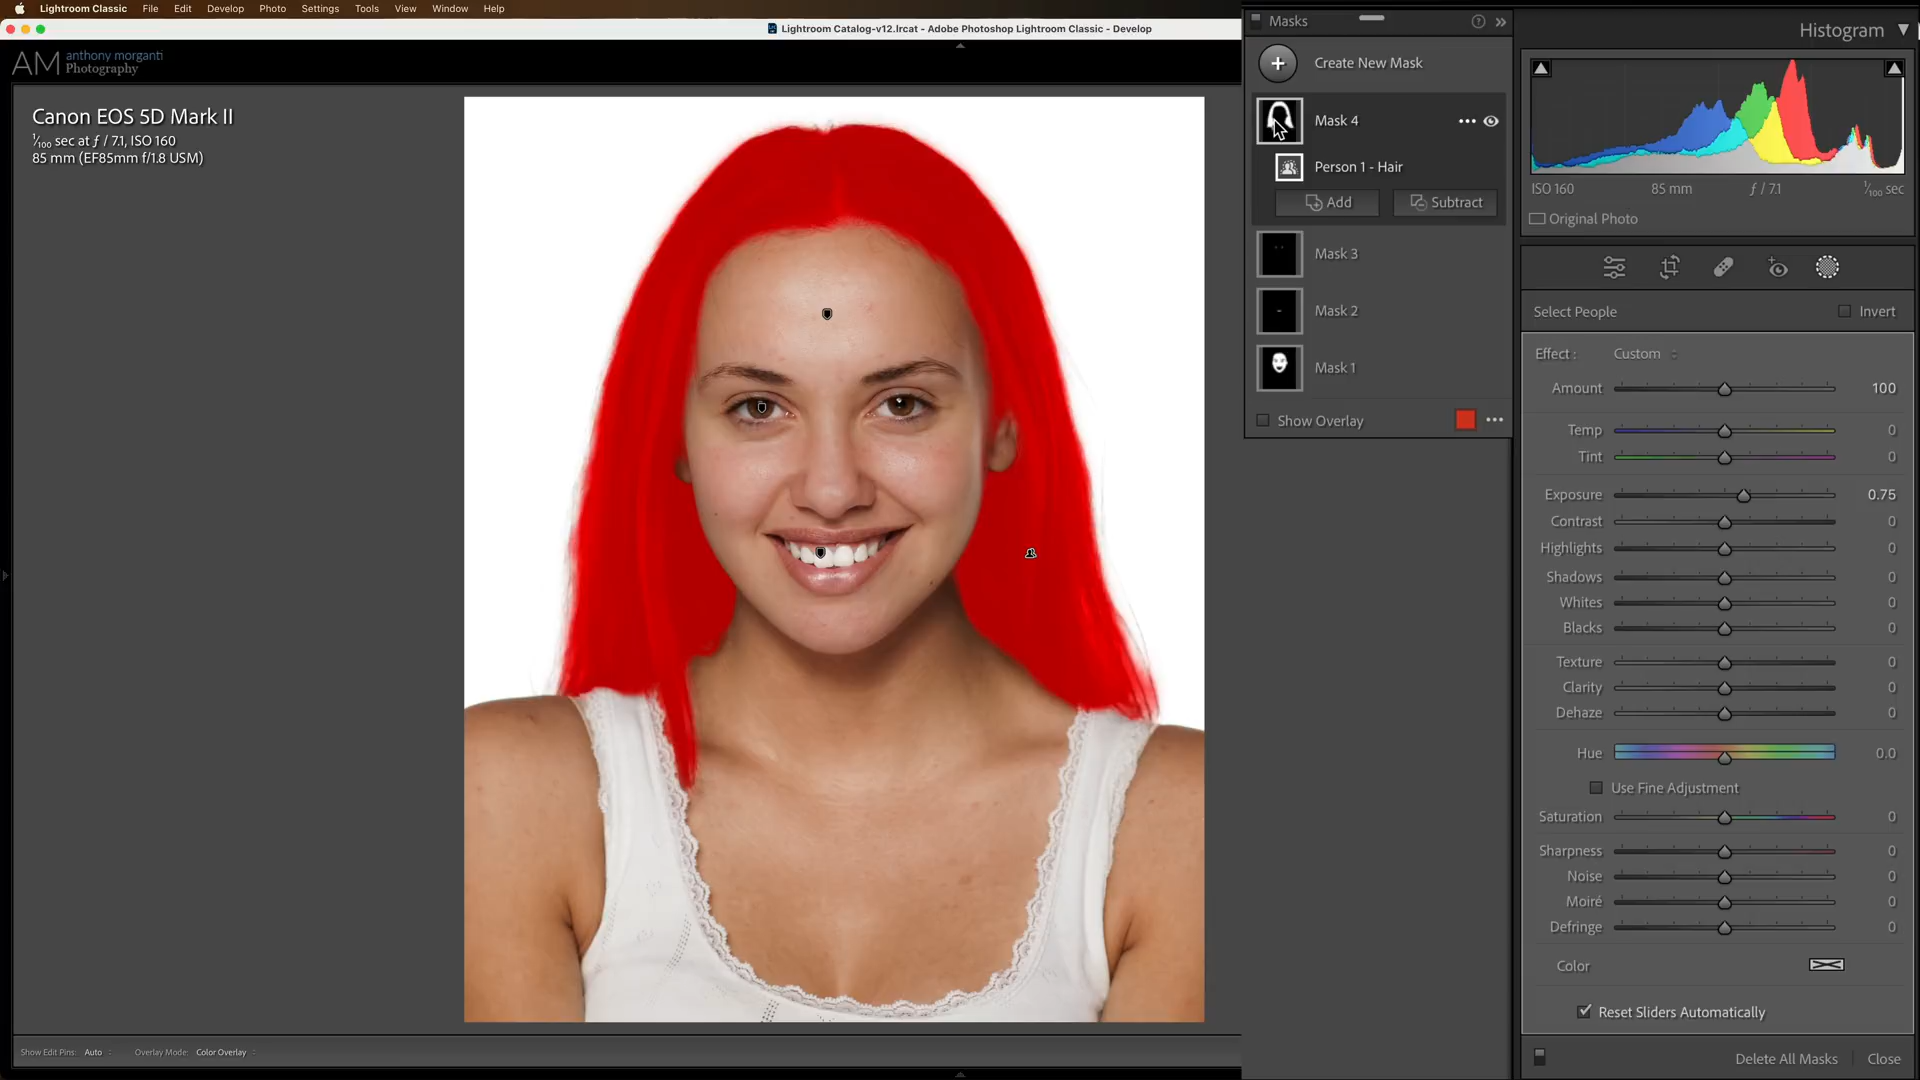 Lightroom Classic File Edit Develop Photo Settings Tools View Window Help
Lightroom Catalog-v12.lrcat - Adobe Photoshop Lightroom Classic - Develop
AM anthony morganti
Photography
Canon EOS 5D Mark II
1/100 sec at ƒ / 7.1, ISO 160
85 mm (EF85mm f/1.8 USM)
Masks
Create New Mask
Mask 4
Person 1 - Hair
Add Subtract
Mask 3
Mask 2
Mask 1
Show Overlay
Histogram
ISO 160 85 mm ƒ / 7.1 1/100 sec
Original Photo
Select People Invert
Effect : Custom
Amount 100
Temp 0
Tint 0
Exposure 0.75
Contrast 0
Highlights 0
Shadows 0
Whites 0
Blacks 0
Texture 0
Clarity 0
Dehaze 0
Hue 0.0
Use Fine Adjustment
Saturation 0
Sharpness 0
Noise 0
Moiré 0
Defringe 0
Color
Reset Sliders Automatically
Show Edit Pins: Auto Overlay Mode: Color Overlay
Delete All Masks Close